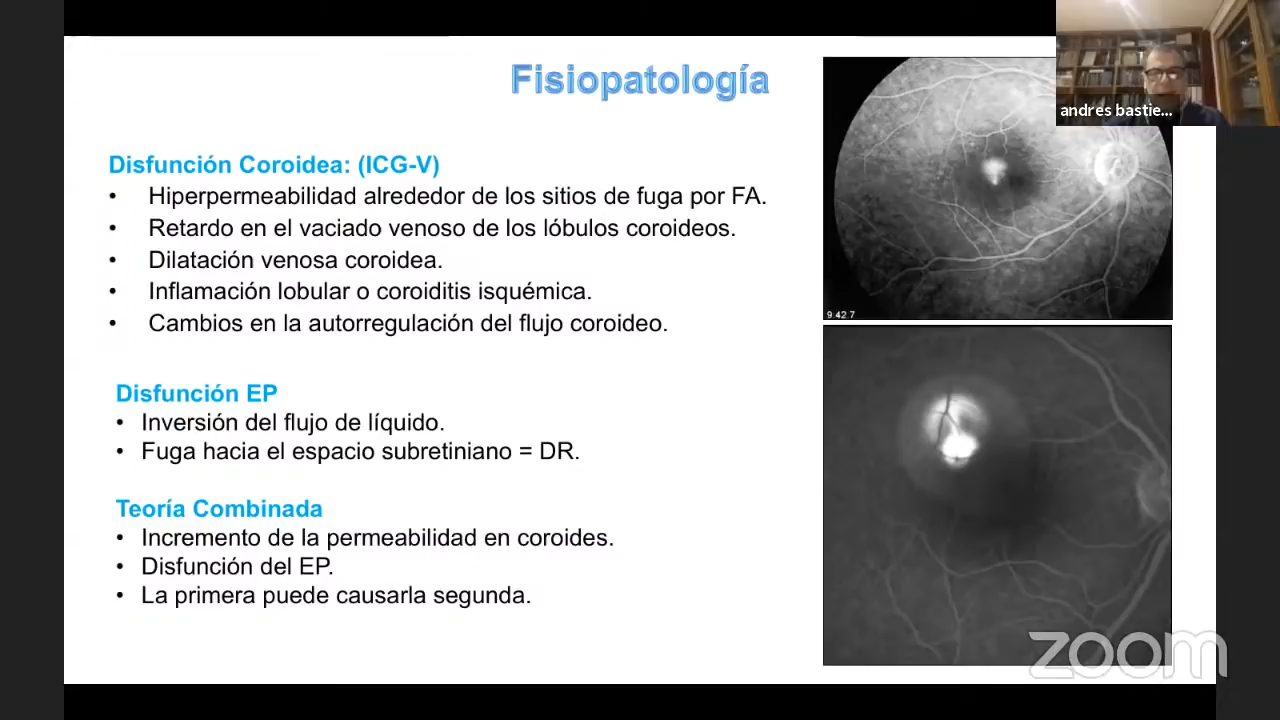 Fisiopatología
andres bastie...
Disfunción Coroidea: (ICG-V)
• Hiperpermeabilidad alrededor de los sitios de fuga por FA.
• Retardo en el vaciado venoso de los lóbulos coroideos.
• Dilatación venosa coroidea.
• Inflamación lobular o coroiditis isquémica.
• Cambios en la autorregulación del flujo coroideo.
9:42.7
Disfunción EP
• Inversión del flujo de líquido.
• Fuga hacia el espacio subretiniano = DR.
Teoría Combinada
• Incremento de la permeabilidad en coroides.
• Disfunción del EP.
• La primera puede causarla segunda.
zoom